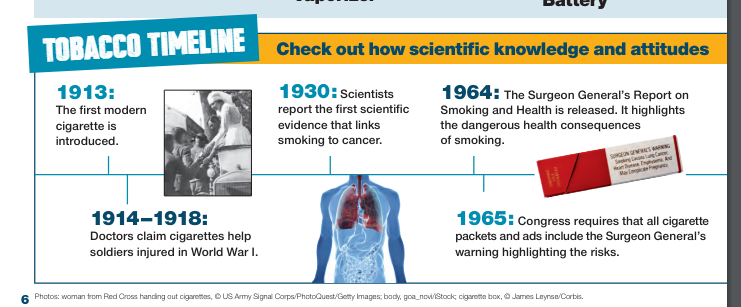 Battery
TOBACCO TIMELINE
Check out how scientific knowledge and attitudes
1913:
The first modern
cigarette is
introduced.
1930: Scientists
report the first scientific
evidence that links
smoking to cancer.
1964: The Surgeon General's Report on
Smoking and Health is released. It highlights
the dangerous health consequences
of smoking.
SURGEON GENERAL'S WARNING:
Smoking Causes Lung Cancer,
Heart Disease, Emphysema, And
May Complicate Pregnancy.
1914–1918:
Doctors claim cigarettes help
soldiers injured in World War I.
1965: Congress requires that all cigarette
packets and ads include the Surgeon General's
warning highlighting the risks.
6 Photos: woman from Red Cross handing out cigarettes, © US Army Signal Corps/PhotoQuest/Getty Images; body, goa_novi/iStock; cigarette box, © James Leynse/Corbis.